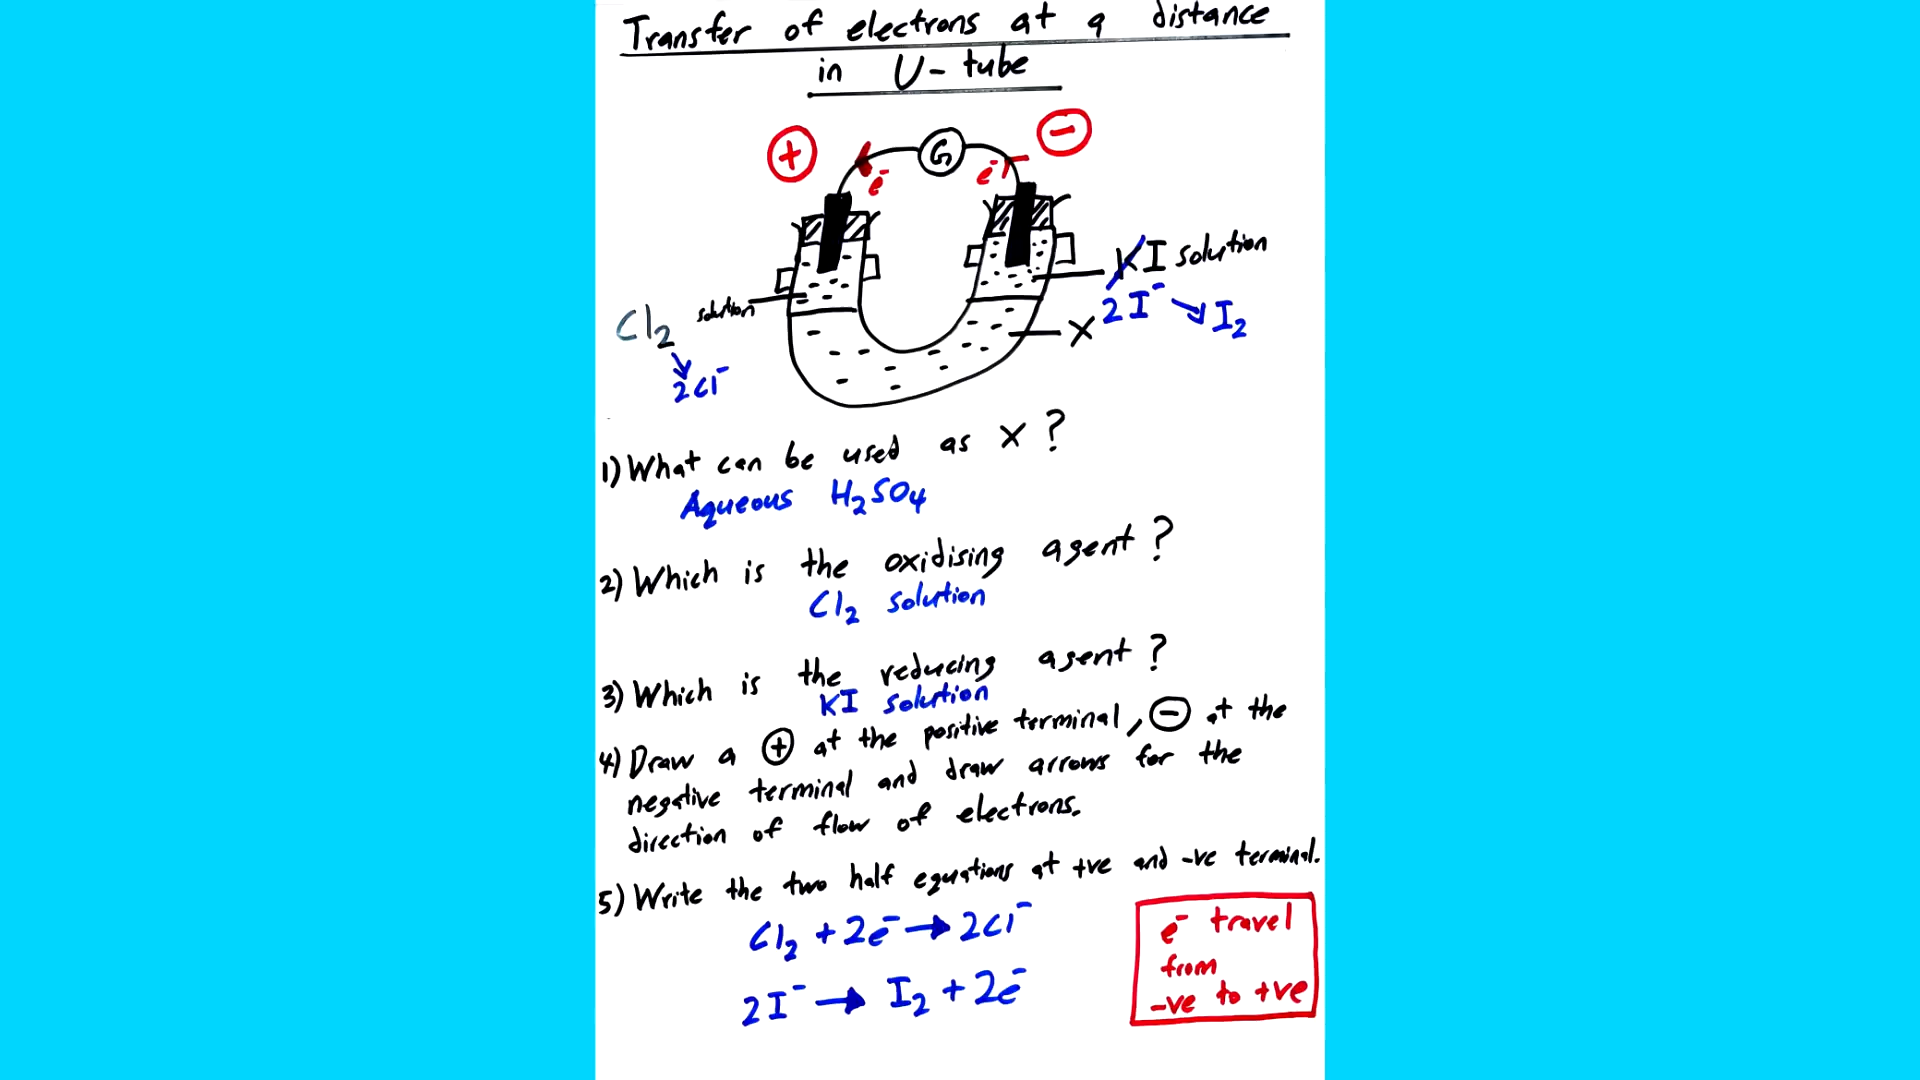 Transfer of electrons at a distance
in U-tube
+ −
G
e⁻ e⁻
KI solution
2I⁻ → I₂
Cl₂ solution
2Cl⁻
X
1) What can be used as X?
Aqueous H₂SO₄
2) Which is the oxidising agent?
Cl₂ solution
3) Which is the reducing agent?
KI solution
4) Draw a ⊕ at the positive terminal, ⊖ at the
negative terminal and draw arrows for the
direction of flow of electrons.
5) Write the two half equations at +ve and -ve terminal.
Cl₂ + 2e⁻ → 2Cl⁻
2I⁻ → I₂ + 2e⁻
e⁻ travel
from
-ve to +ve